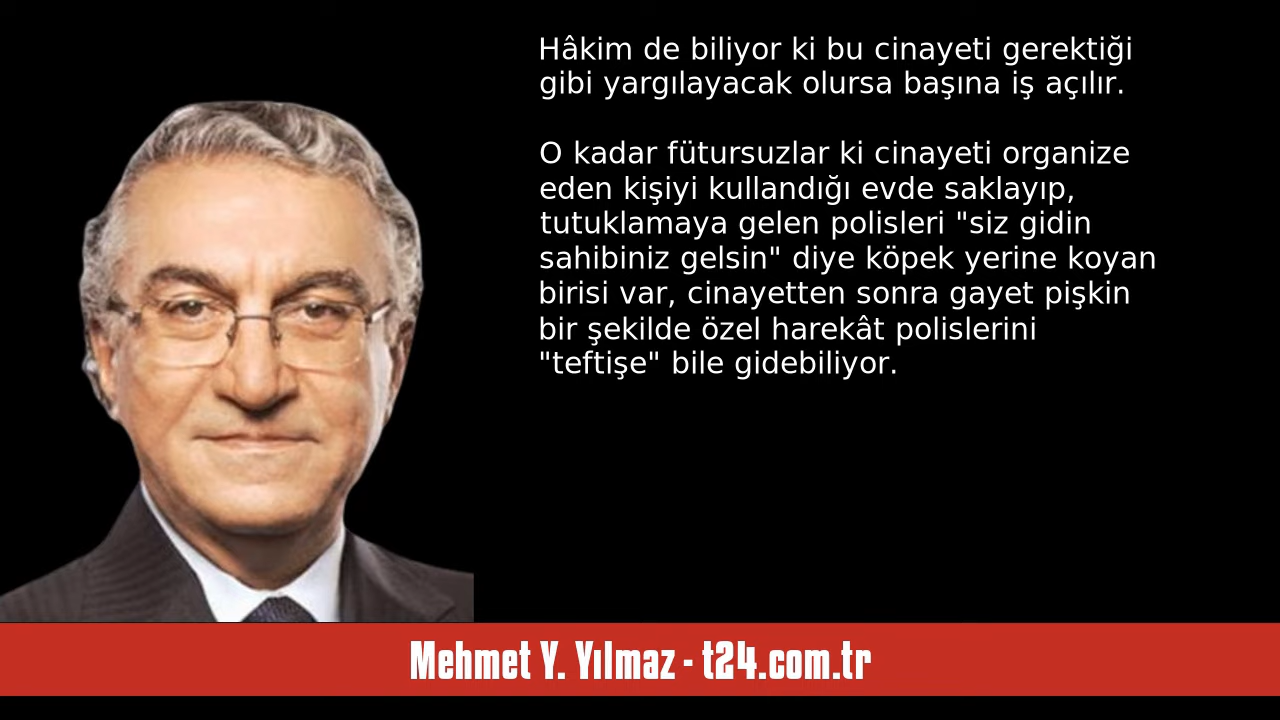 Hâkim de biliyor ki bu cinayeti gerektiği
gibi yargılayacak olursa başına iş açılır.
O kadar fütursuzlar ki cinayeti organize
eden kişiyi kullandığı evde saklayıp,
tutuklamaya gelen polisleri "siz gidin
sahibiniz gelsin" diye köpek yerine koyan
birisi var, cinayetten sonra gayet pişkin
bir şekilde özel harekât polislerini
"teftişe" bile gidebiliyor.
Mehmet Y. Yılmaz - t24.com.tr